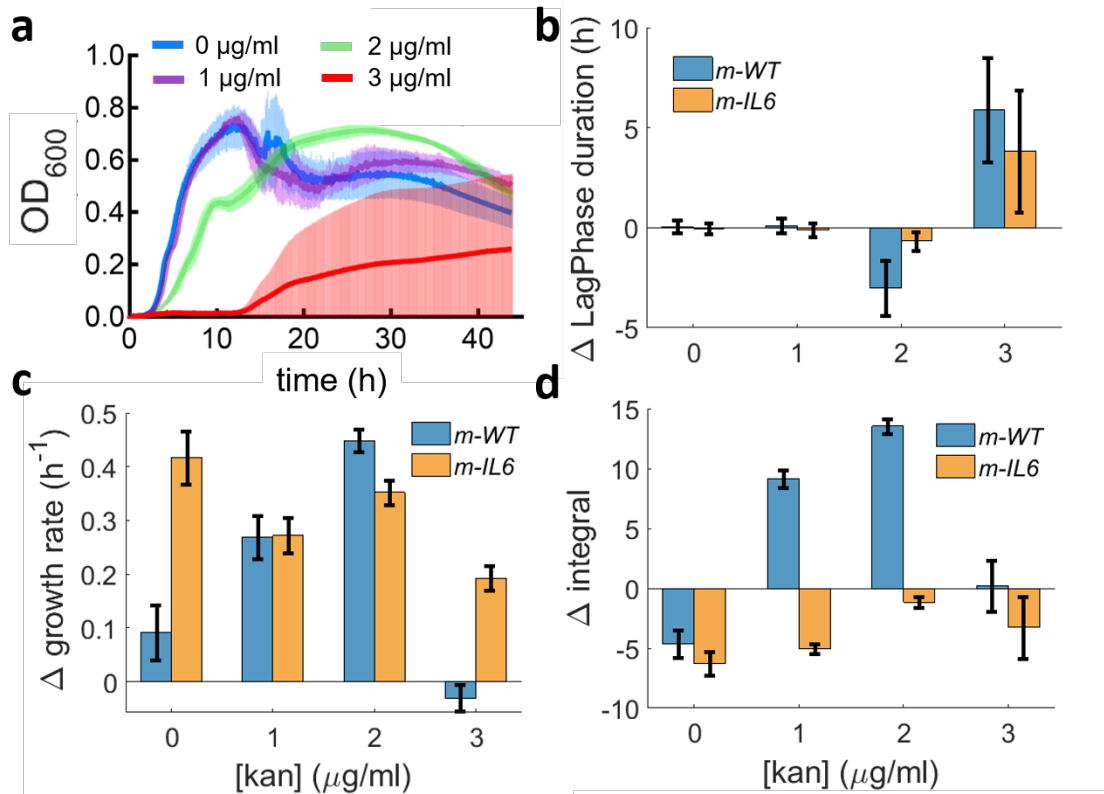 a
0 µg/ml
2 µg/ml
1 µg/ml
3 µg/ml
OD600
1.0
0.8
0.6
0.4
0.2
0.0
0 10 20 30 40
time (h)
b
m-WT
m-IL6
Δ LagPhase duration (h)
10
5
0
-5
0 1 2 3
c
m-WT
m-IL6
Δ growth rate (h-1)
0.5
0.4
0.3
0.2
0.1
0
0 1 2 3
[kan] (μg/ml)
d
m-WT
m-IL6
Δ integral
15
10
5
0
-5
-10
0 1 2 3
[kan] (μg/ml)